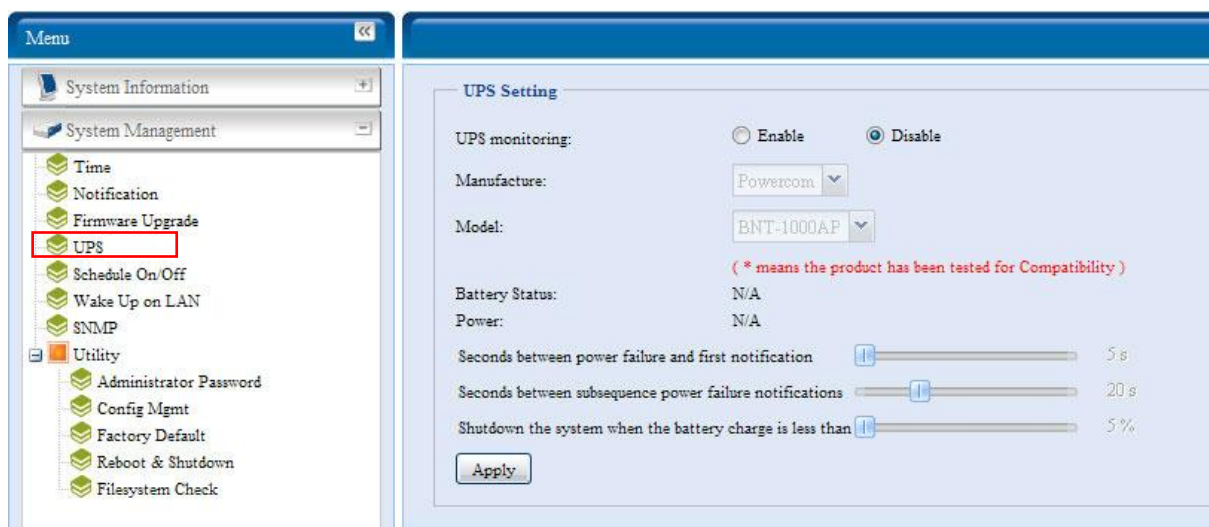 Menu
System Information
System Management
Time
Notification
Firmware Upgrade
UPS
Schedule On/Off
Wake Up on LAN
SNMP
Utility
Administrator Password
Config Mgmt
Factory Default
Reboot & Shutdown
Filesystem Check
UPS Setting
UPS monitoring: Enable Disable
Manufacture: Powercom
Model: BNT-1000AP
( * means the product has been tested for Compatibility )
Battery Status: N/A
Power: N/A
Seconds between power failure and first notification 5 s
Seconds between subsequence power failure notifications 20 s
Shutdown the system when the battery charge is less than 5 %
Apply